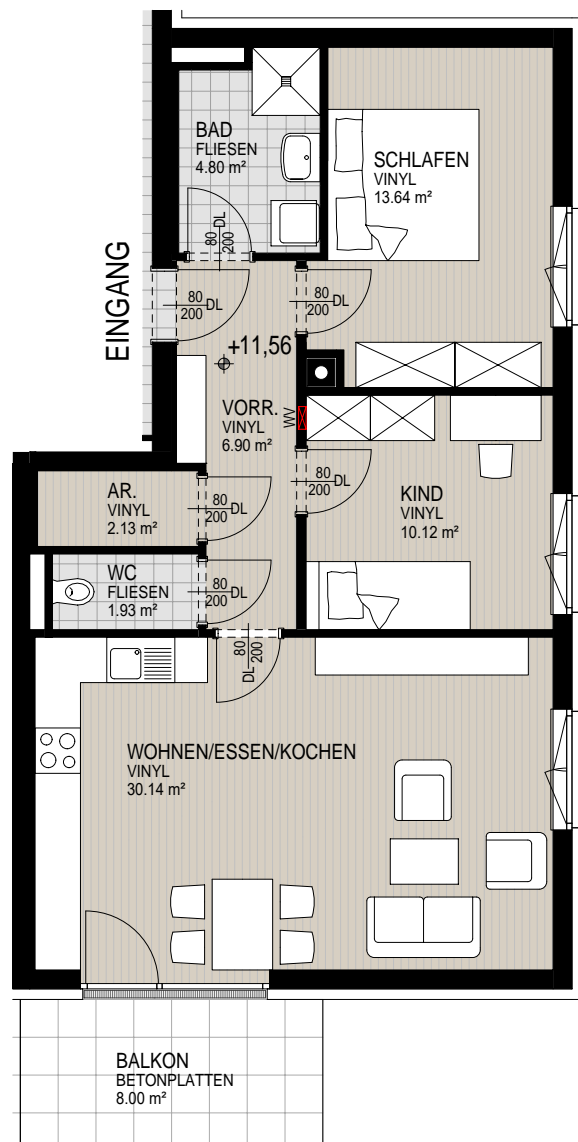 BAD
FLIESEN
4.80 m²
SCHLAFEN
VINYL
13.64 m²
80
200
DL
EINGANG
80
200
DL
80
200
DL
+11,56
VORR.
VINYL
6.90 m²
W
AR.
VINYL
2.13 m²
80
200
DL
80
200
DL
KIND
VINYL
10.12 m²
WC
FLIESEN
1.93 m²
80
200
DL
80
200
DL
WOHNEN/ESSEN/KOCHEN
VINYL
30.14 m²
BALKON
BETONPLATTEN
8.00 m²